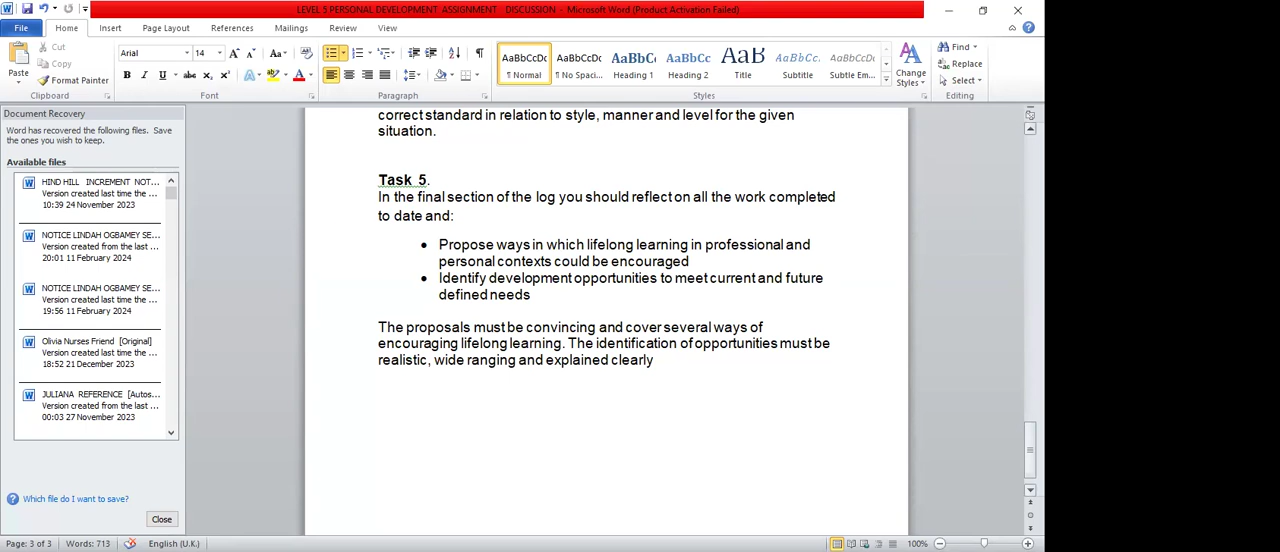 LEVEL 5 PERSONAL DEVELOPMENT ASSIGNMENT DISCUSSION - Microsoft Word (Product Activation Failed)
File Home Insert Page Layout References Mailings Review View
Paste
Cut
Copy
Format Painter
Clipboard
Arial 14
Font
Paragraph
AaBbCcDc AaBbCcDc AaBbC AaBbCc AaB AaBbCc. AaBbCcDc
¶ Normal ¶ No Spaci... Heading 1 Heading 2 Title Subtitle Subtle Em...
Styles
Change Styles
Find
Replace
Select
Editing
Document Recovery
Word has recovered the following files. Save
the ones you wish to keep.
Available files
HIND HILL INCREMENT NOT...
Version created last time the ...
10:39 24 November 2023
NOTICE LINDAH OGBAMEY SE...
Version created from the last ...
20:01 11 February 2024
NOTICE LINDAH OGBAMEY SE...
Version created from the last ...
19:56 11 February 2024
Olivia Nurses Friend [Original]
Version created last time the ...
18:52 21 December 2023
JULIANA REFERENCE [Autos...
Version created from the last ...
00:03 27 November 2023
Which file do I want to save?
Close
correct standard in relation to style, manner and level for the given
situation.
Task 5.
In the final section of the log you should reflect on all the work completed
to date and:
• Propose ways in which lifelong learning in professional and
personal contexts could be encouraged
• Identify development opportunities to meet current and future
defined needs
The proposals must be convincing and cover several ways of
encouraging lifelong learning. The identification of opportunities must be
realistic, wide ranging and explained clearly
Page: 3 of 3 Words: 713 English (U.K.) 100%